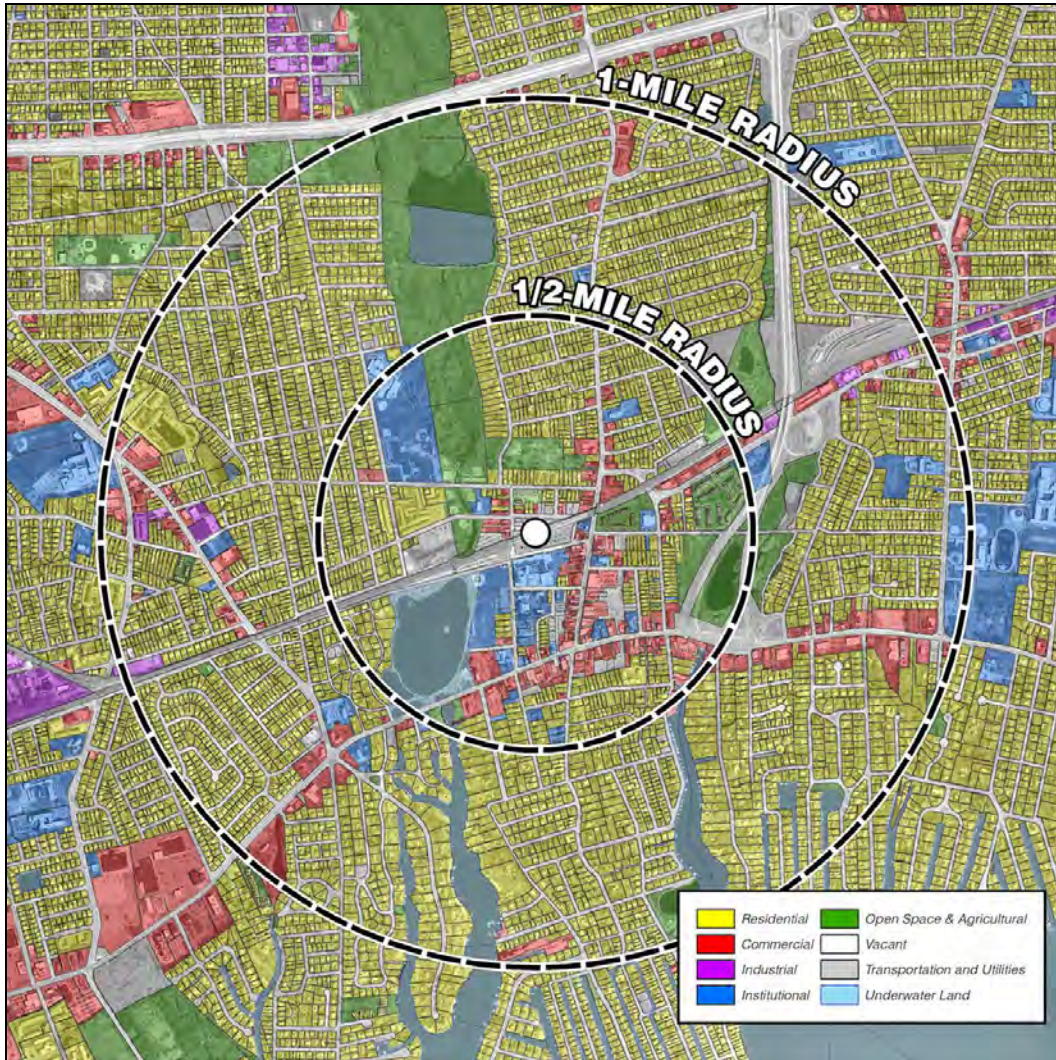 1-MILE RADIUS
1/2-MILE RADIUS
Residential
Commercial
Industrial
Institutional
Open Space & Agricultural
Vacant
Transportation and Utilities
Underwater Land